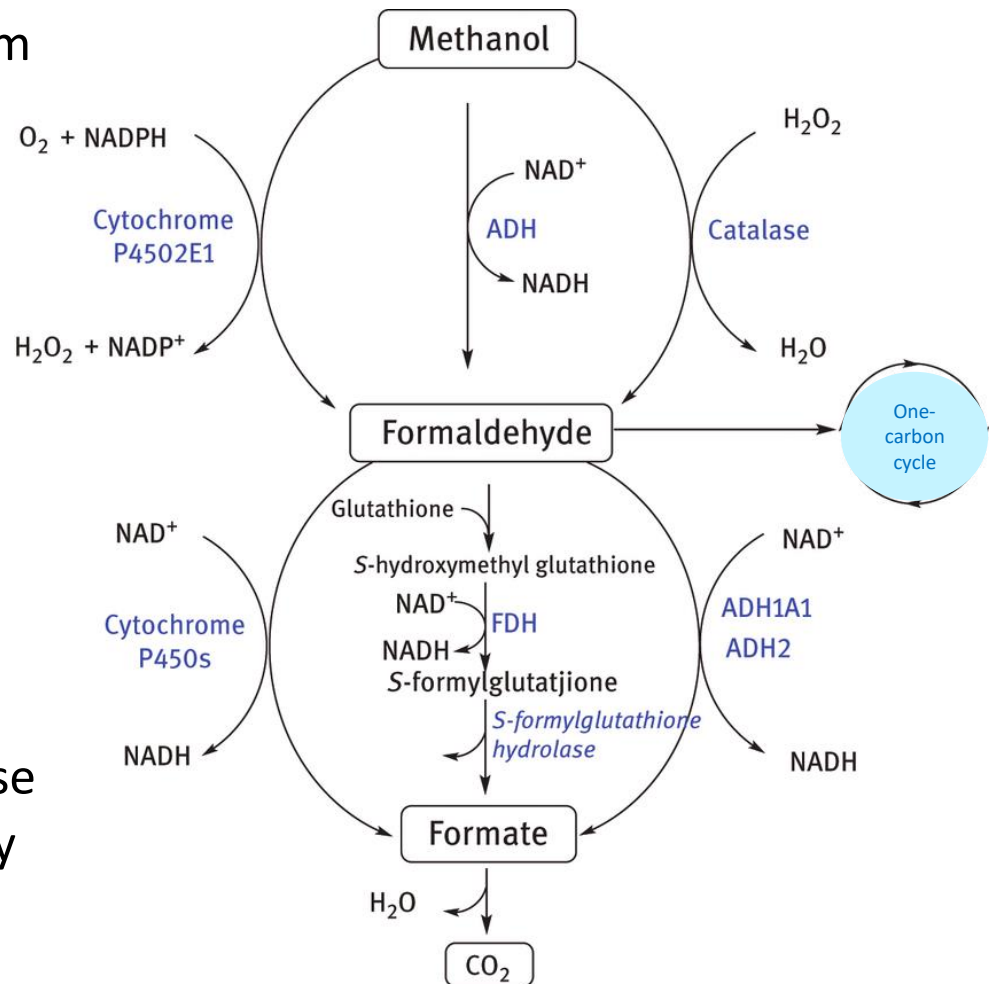 m
Methanol
O₂ + NADPH
H₂O₂
NAD⁺
Cytochrome
P4502E1
ADH
Catalase
NADH
H₂O₂ + NADP⁺
H₂O
One-
carbon
cycle
Formaldehyde
Glutathione
NAD⁺
NAD⁺
S-hydroxymethyl glutathione
NAD⁺
ADH1A1
Cytochrome
P450s
FDH
ADH2
NADH
S-formylglutatjione
S-formylglutathione
hydrolase
NADH
NADH
se
y
Formate
H₂O
CO₂